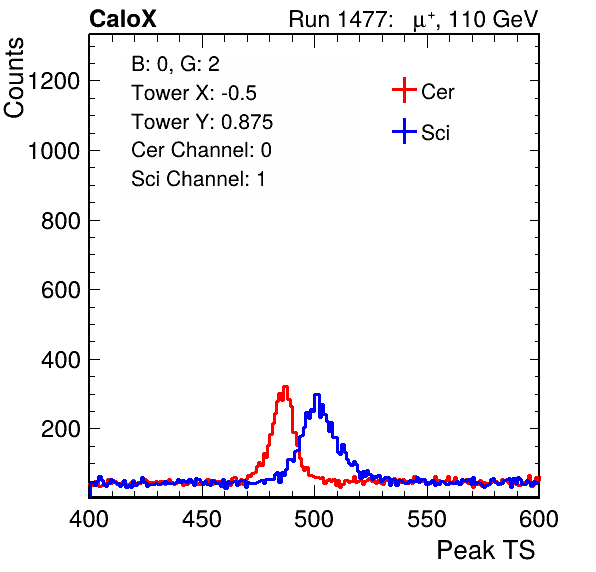 CaloX Run 1477: μ⁺, 110 GeV
Counts
B: 0, G: 2
Tower X: -0.5
Tower Y: 0.875
Cer Channel: 0
Sci Channel: 1
Cer
Sci
1200
1000
800
600
400
200
400 450 500 550 600
Peak TS